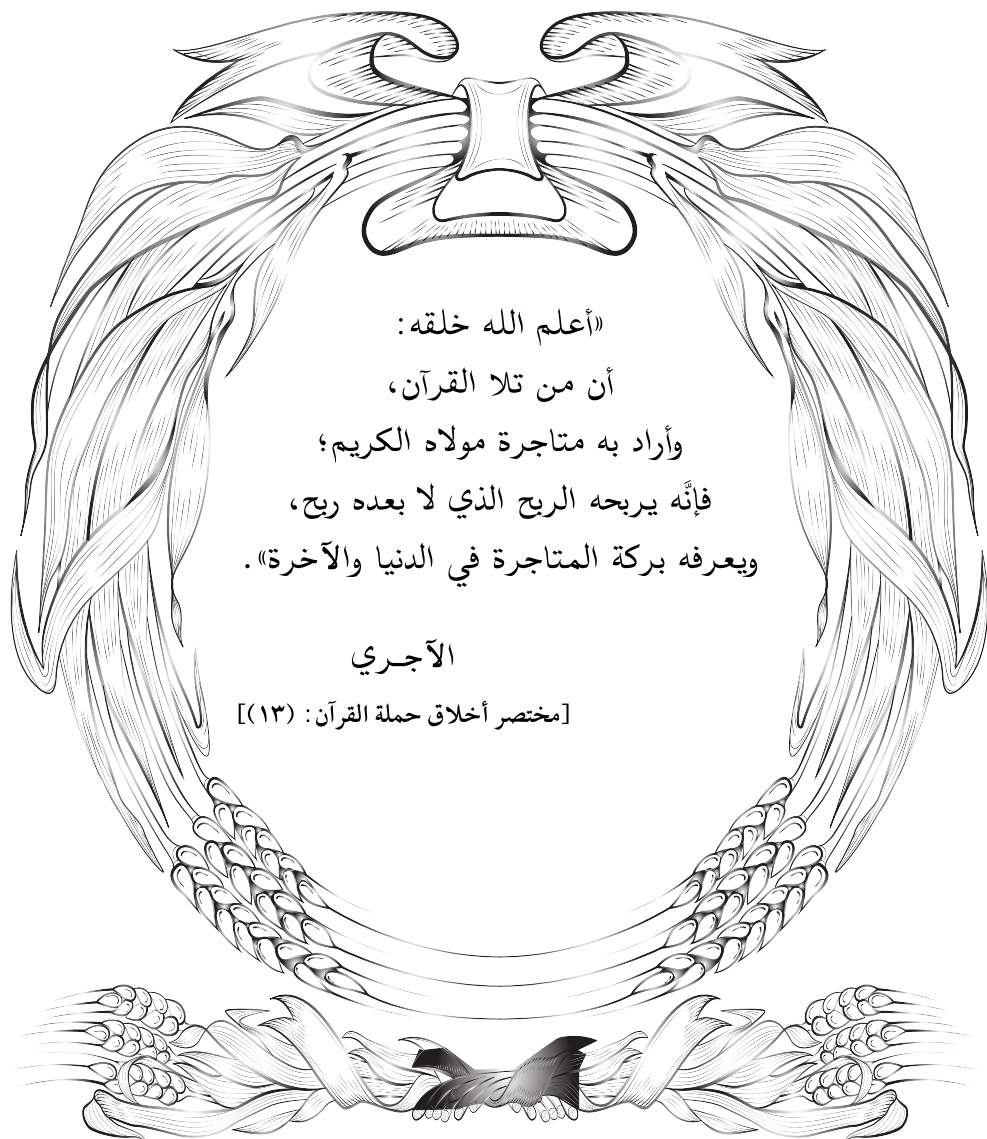 «أعلم الله خلقه:
أن من تلا القرآن،
وأراد به متاجرة مولاه الكريم؛
فإنَّه يربحه الربح الذي لا بعده ربح،
ويعرفه بركة المتاجرة في الدنيا والآخرة».
الآجري
[مختصر أخلاق حملة القرآن: (١٣)]